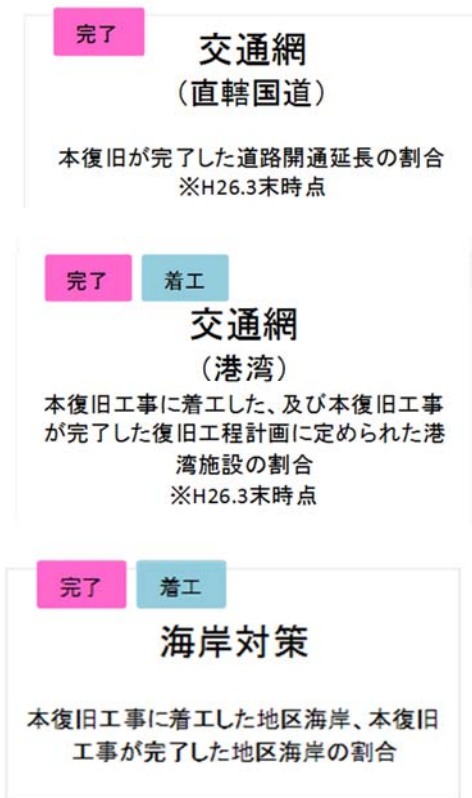 完了
交通網
（直轄国道）
本復旧が完了した道路開通延長の割合
※H26.3末時点
完了 着工
交通網
（港湾）
本復旧工事に着工した、及び本復旧工事
が完了した復旧工程計画に定められた港
湾施設の割合
※H26.3末時点
完了 着工
海岸対策
本復旧工事に着工した地区海岸、本復旧
工事が完了した地区海岸の割合